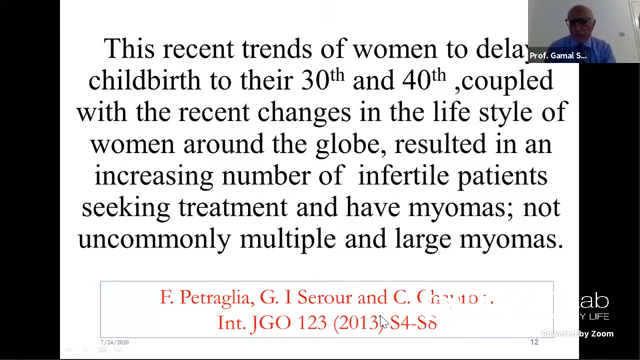 This recent trends of women to delay
childbirth to their 30th and 40th ,coupled
with the recent changes in the life style of
women around the globe, resulted in an
increasing number of infertile patients
seeking treatment and have myomas; not
uncommonly multiple and large myomas.
F. Petraglia, G. I Serour and C. Chapron.
Int. JGO 123 (2013) S4-S8
7/24/2020
12
Prof. Gamal S...
LIFE
Powered by Zoom